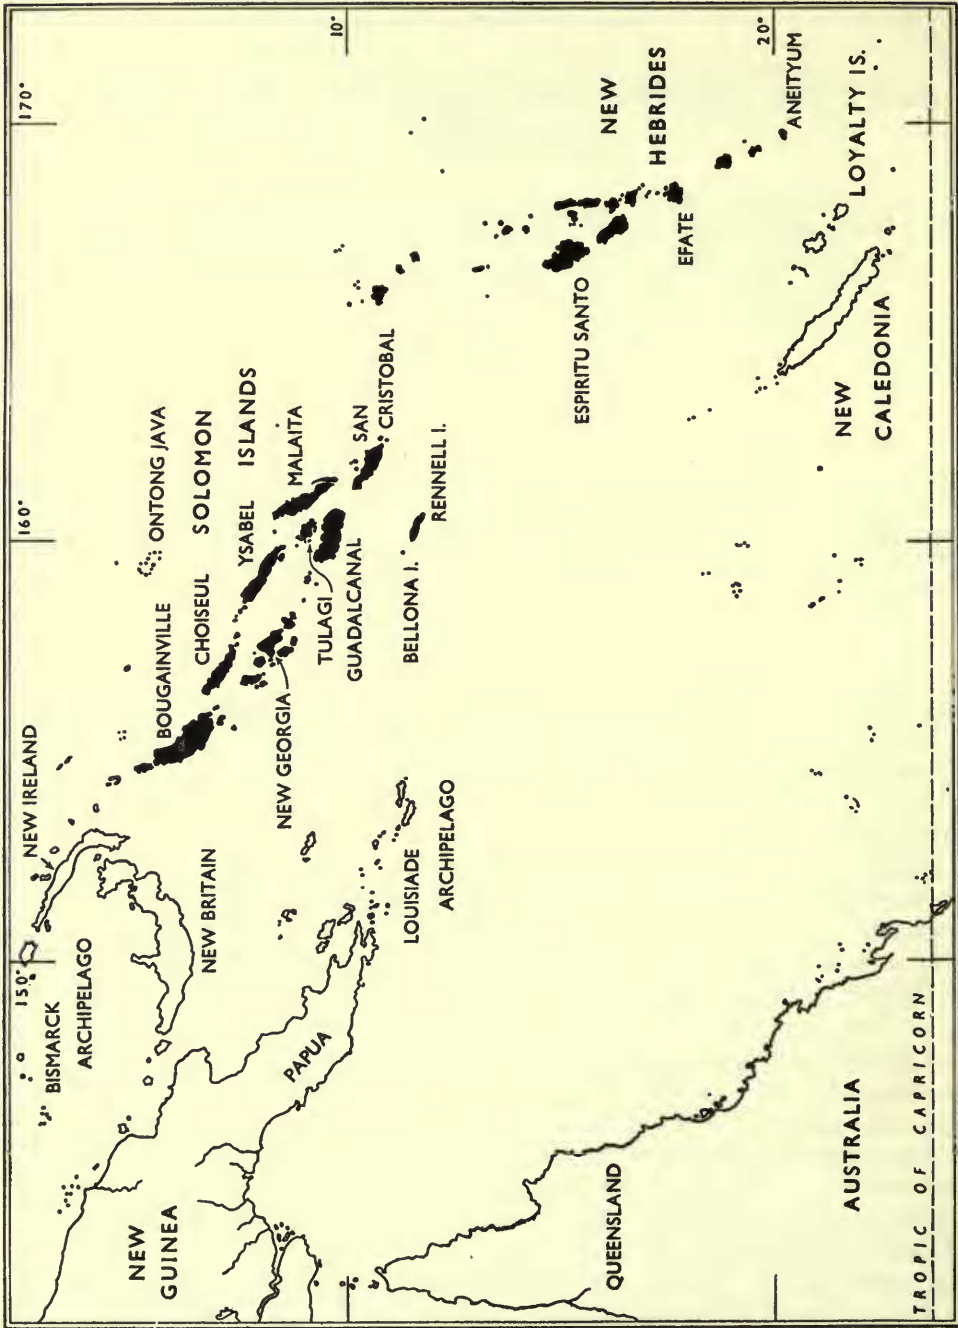 150°
160°
170°
BISMARCK
ARCHIPELAGO
NEW IRELAND
NEW BRITAIN
BOUGAINVILLE
ONTONG JAVA
CHOISEUL
SOLOMON
YSABEL
ISLANDS
MALAITA
NEW GEORGIA
TULAGI
GUADALCANAL
SAN
CRISTOBAL
BELLONA I.
RENNELL I.
NEW
GUINEA
PAPUA
LOUISIADE
ARCHIPELAGO
10°
NEW
HEBRIDES
ESPIRITU SANTO
EFATE
ANEITYUM
LOYALTY IS.
NEW
CALEDONIA
QUEENSLAND
AUSTRALIA
20°
TROPIC OF CAPRICORN